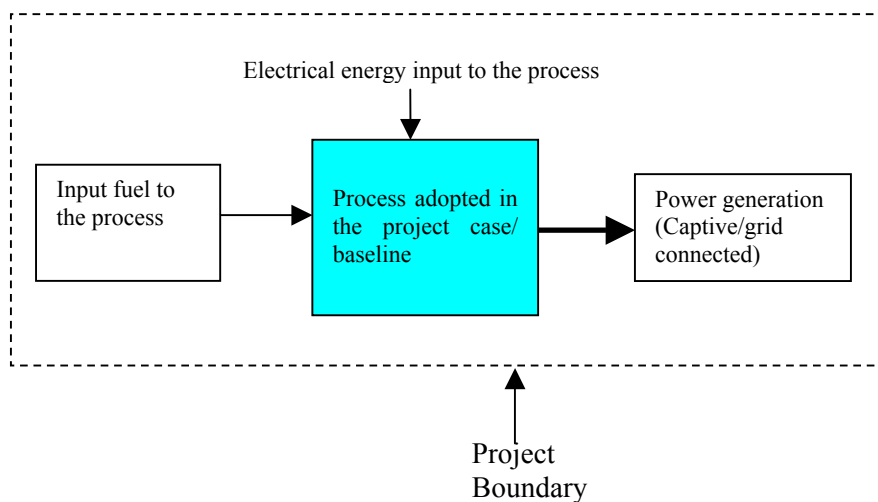 Electrical energy input to the process
Input fuel to
the process
Process adopted in
the project case/
baseline
Power generation
(Captive/grid
connected)
Project
Boundary